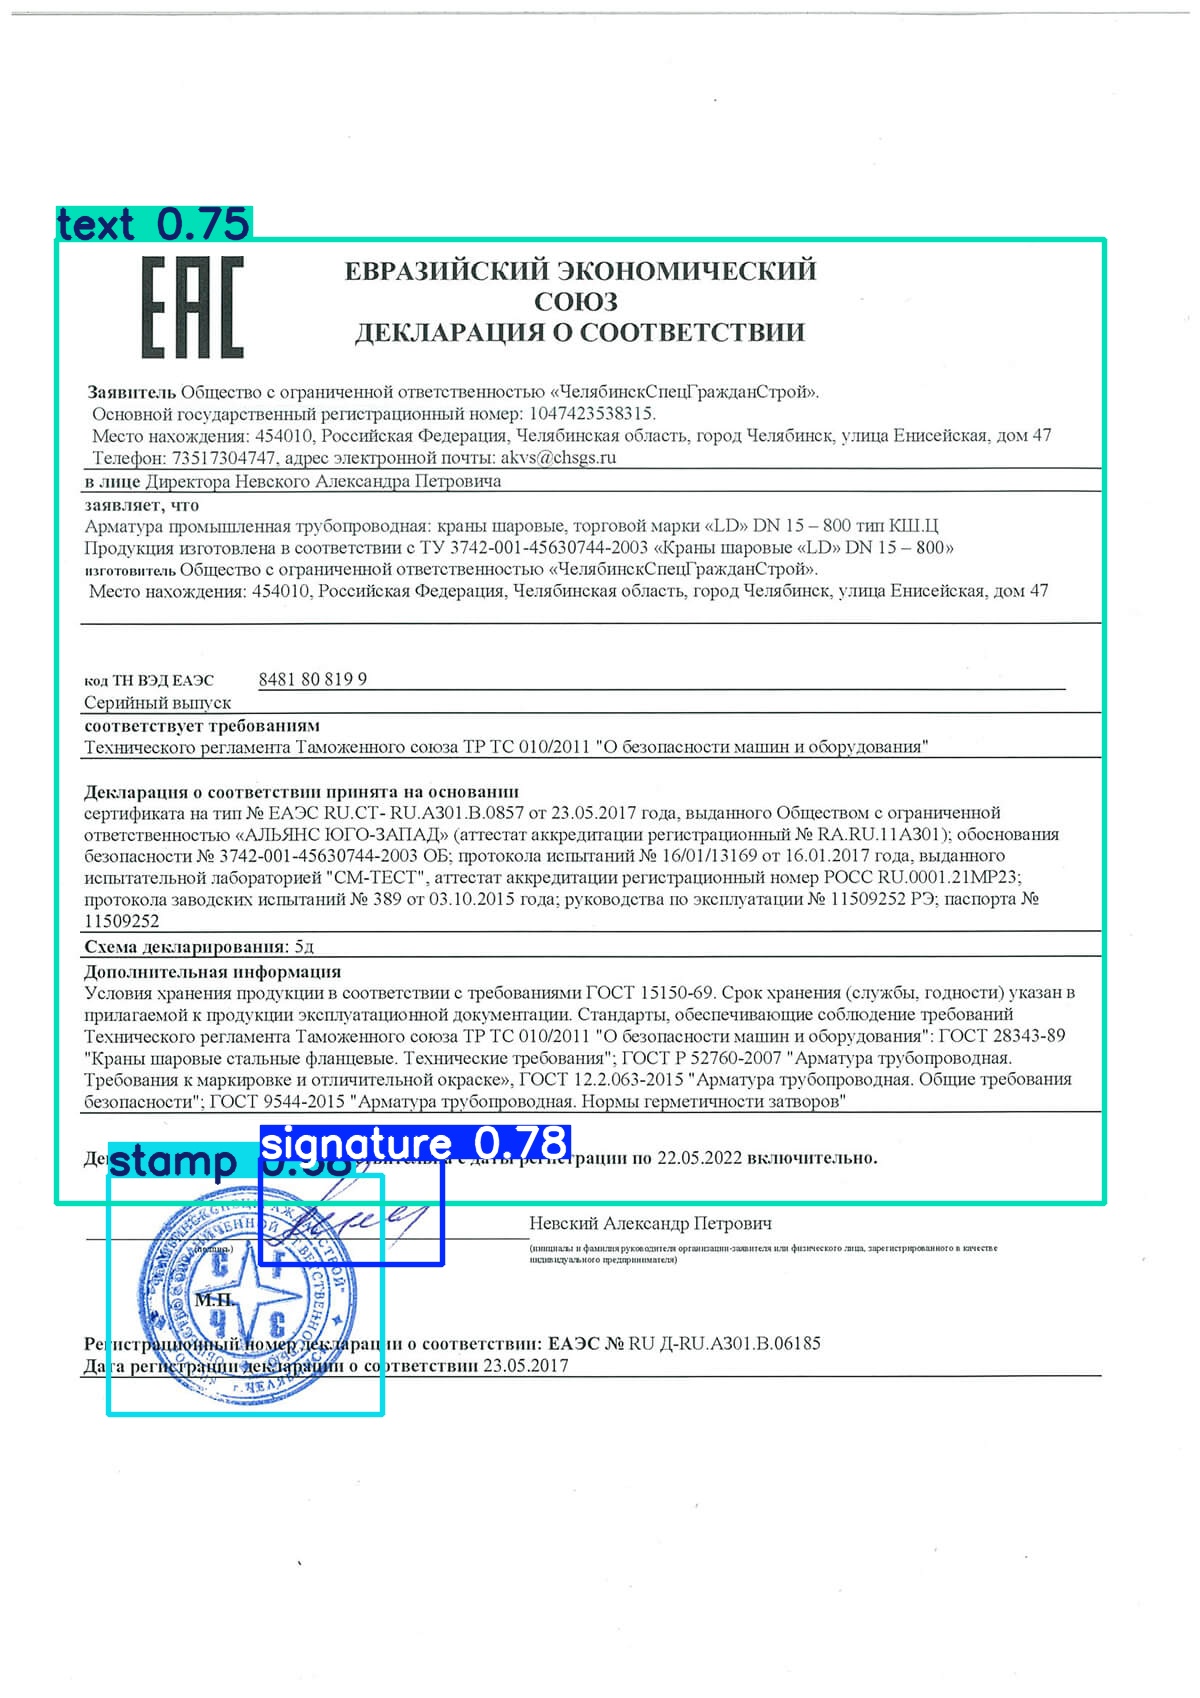 text 0.75
ЕАС
ЕВРАЗИЙСКИЙ ЭКОНОМИЧЕСКИЙ
СОЮЗ
ДЕКЛАРАЦИЯ О СООТВЕТСТВИИ
Заявитель Общество с ограниченной ответственностью «ЧелябинскСпецГражданСтрой».
Основной государственный регистрационный номер: 1047423538315.
Место нахождения: 454010, Российская Федерация, Челябинская область, город Челябинск, улица Енисейская, дом 47
Телефон: 73517304747, адрес электронной почты: akvs@chsgs.ru
в лице Директора Невского Александра Петровича
заявляет, что
Арматура промышленная трубопроводная: краны шаровые, торговой марки «LD» DN 15 – 800 тип КШ.Ц
Продукция изготовлена в соответствии с ТУ 3742-001-45630744-2003 «Краны шаровые «LD» DN 15 – 800»
изготовитель Общество с ограниченной ответственностью «ЧелябинскСпецГражданСтрой».
Место нахождения: 454010, Российская Федерация, Челябинская область, город Челябинск, улица Енисейская, дом 47
код ТН ВЭД ЕАЭС 8481 80 819 9
Серийный выпуск
соответствует требованиям
Технического регламента Таможенного союза ТР ТС 010/2011 "О безопасности машин и оборудования"
Декларация о соответствии принята на основании
сертификата на тип № ЕАЭС RU.СТ- RU.АЗ01.В.0857 от 23.05.2017 года, выданного Обществом с ограниченной
ответственностью «АЛЬЯНС ЮГО-ЗАПАД» (аттестат аккредитации регистрационный № RA.RU.11АЗ01); обоснования
безопасности № 3742-001-45630744-2003 ОБ; протокола испытаний № 16/01/13169 от 16.01.2017 года, выданного
испытательной лабораторией "СМ-ТЕСТ", аттестат аккредитации регистрационный номер РОСС RU.0001.21МР23;
протокола заводских испытаний № 389 от 03.10.2015 года; руководства по эксплуатации № 11509252 РЭ; паспорта №
11509252
Схема декларирования: 5д
Дополнительная информация
Условия хранения продукции в соответствии с требованиями ГОСТ 15150-69. Срок хранения (службы, годности) указан в
прилагаемой к продукции эксплуатационной документации. Стандарты, обеспечивающие соблюдение требований
Технического регламента Таможенного союза ТР ТС 010/2011 "О безопасности машин и оборудования": ГОСТ 28343-89
"Краны шаровые стальные фланцевые. Технические требования"; ГОСТ Р 52760-2007 "Арматура трубопроводная.
Требования к маркировке и отличительной окраске», ГОСТ 12.2.063-2015 "Арматура трубопроводная. Общие требования
безопасности"; ГОСТ 9544-2015 "Арматура трубопроводная. Нормы герметичности затворов"
signature 0.78
stamp
с даты регистрации по 22.05.2022 включительно.
Невский Александр Петрович
(подпись)
(инициалы и фамилия руководителя организации-заявителя или физического лица, зарегистрированного в качестве
индивидуального предпринимателя)
С Г
М.П.
Ч С
г. ЧЕЛЯБИНСК
Регистрационный номер декларации о соответствии: ЕАЭС № RU Д-RU.АЗ01.В.06185
Дата регистрации декларации о соответствии 23.05.2017